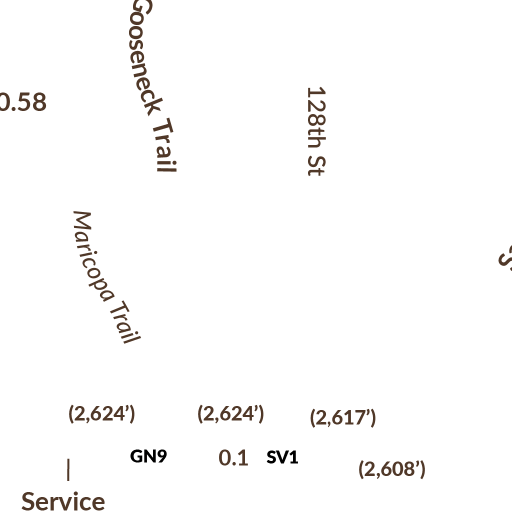 Gooseneck Trail
0.58
128th St
Maricopa Trail
(2,624’)
(2,624’)
(2,617’)
GN9
0.1
SV1
(2,608’)
Service